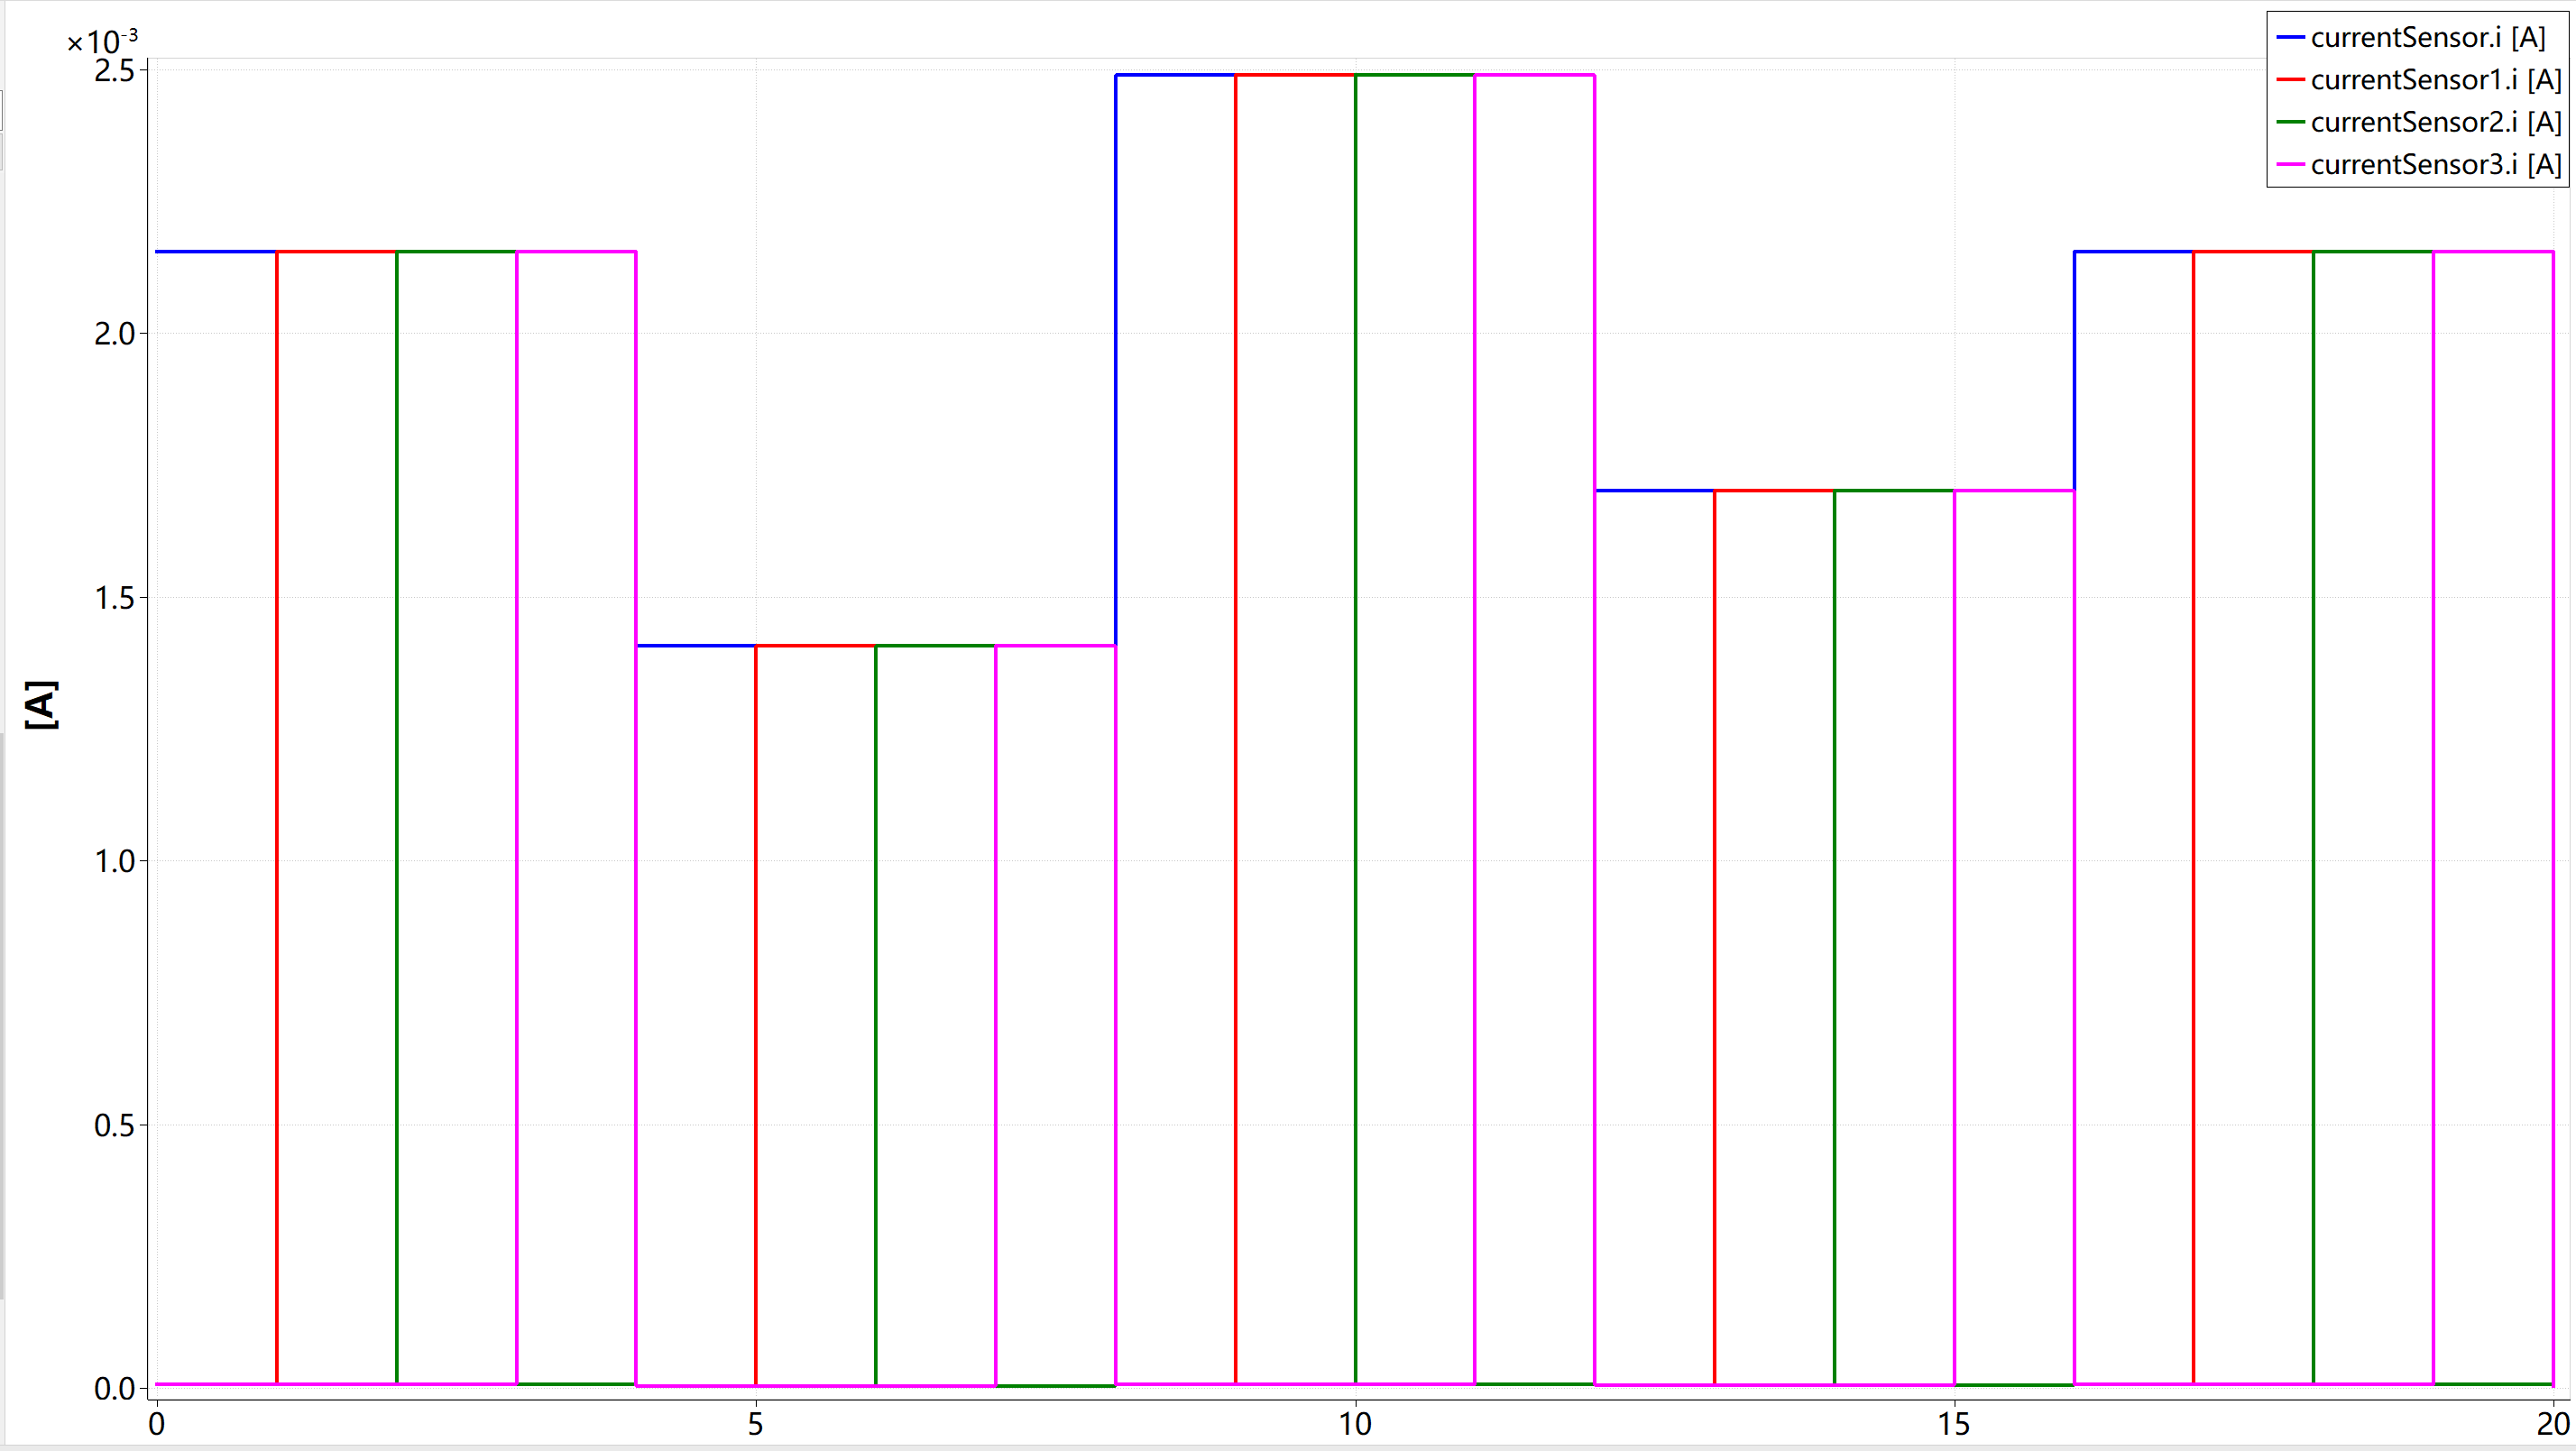 ×10-3
2.5
2.0
1.5
1.0
0.5
0.0
[A]
0 5 10 15 20
currentSensor.i [A]
currentSensor1.i [A]
currentSensor2.i [A]
currentSensor3.i [A]